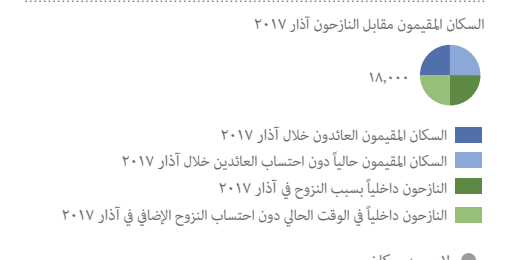 السكان المقيمون مقابل النازحون آذار ٢٠١٧
١٨,٠٠٠
السكان المقيمون العائدون خلال آذار ٢٠١٧
السكان المقيمون حالياً دون احتساب العائدين خلال آذار ٢٠١٧
النازحون داخلياً بسبب النزوح في آذار ٢٠١٧
النازحون داخلياً في الوقت الحالي دون احتساب النزوح الإضافي في آذار ٢٠١٧